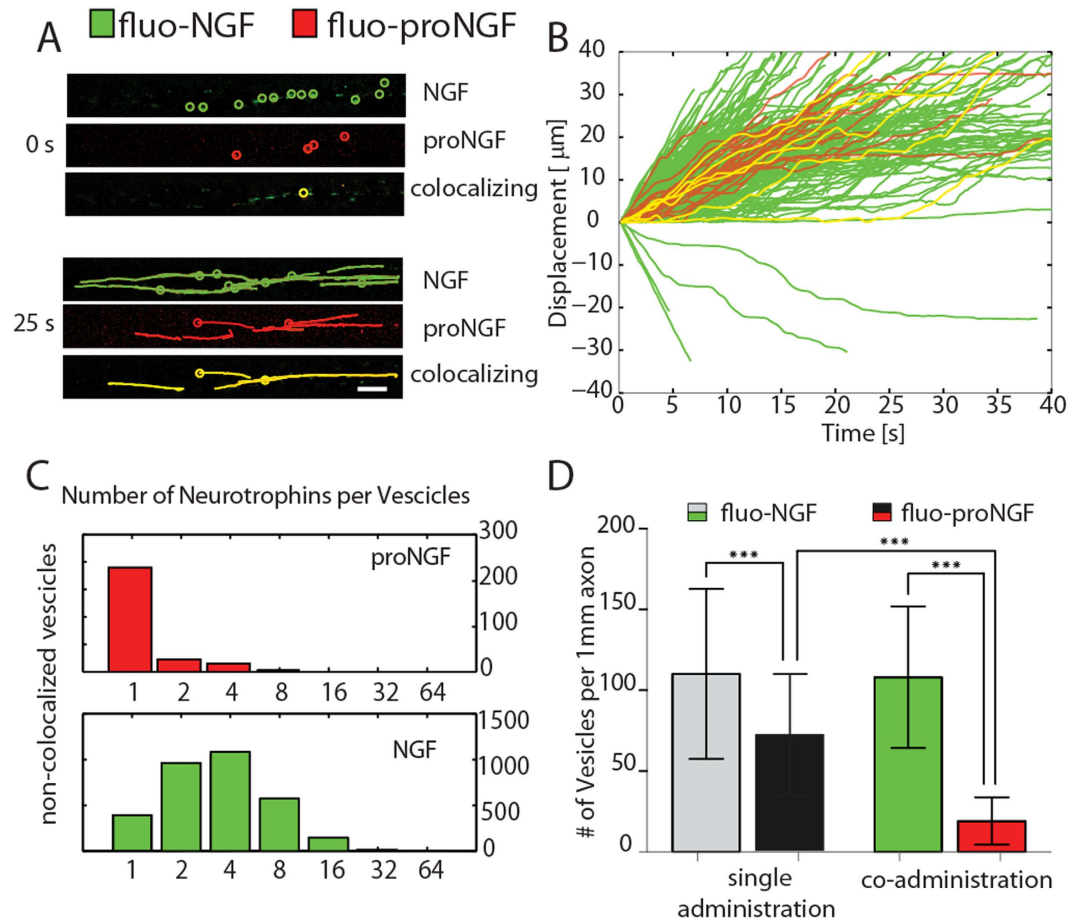 A
fluo-NGF
fluo-proNGF
0 s
NGF
proNGF
colocalizing
25 s
NGF
proNGF
colocalizing
B
Displacement [ μm]
40
30
20
10
0
−10
−20
−30
−40
0 5 10 15 20 25 30 35 40
Time [s]
C
Number of Neurotrophins per Vescicles
non-colocalized vescicles
proNGF
300
200
100
0
1 2 4 8 16 32 64
NGF
1500
1000
500
0
1 2 4 8 16 32 64
D
fluo-NGF
fluo-proNGF
# of Vesicles per 1mm axon
200
150
100
50
0
***
***
***
single
administration
co-administration